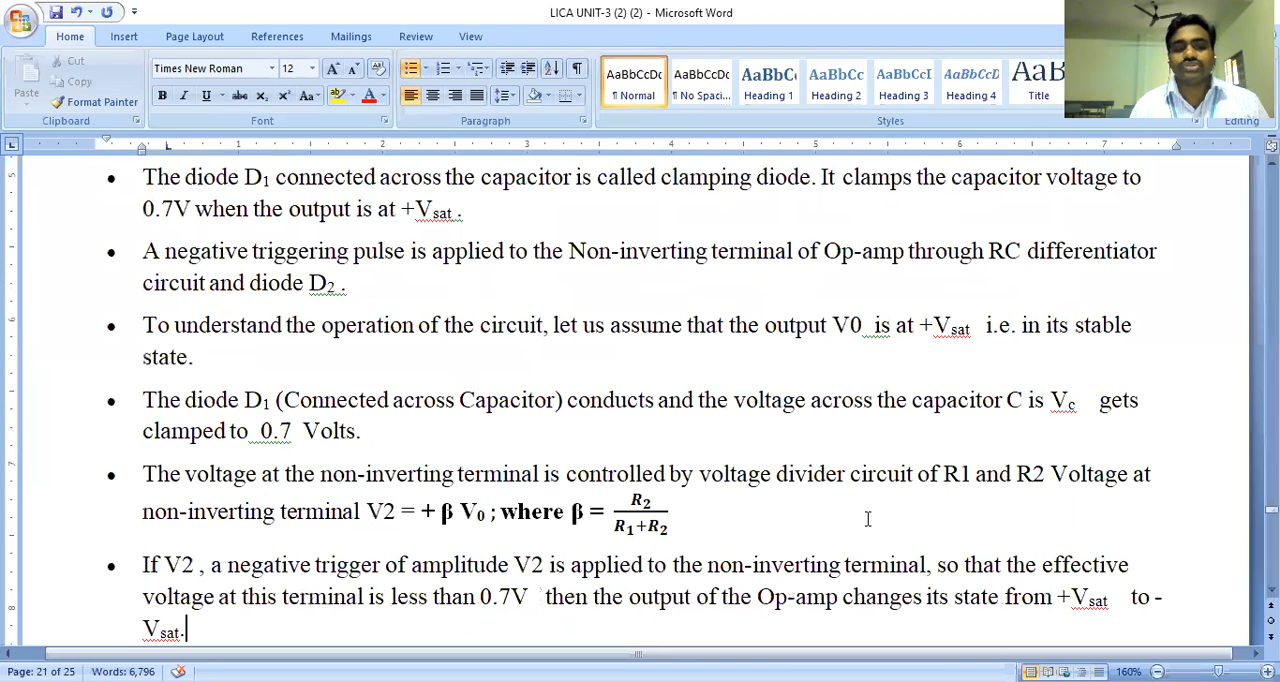 LICA UNIT-3 (2) (2) - Microsoft Word
Home Insert Page Layout References Mailings Review View
Cut
Copy
Paste
Format Painter
Times New Roman 12
AaBbCcDc AaBbCcDc AaBbC AaBbCc AaBbCcI AaBbCcD AaB
¶ Normal ¶ No Spaci... Heading 1 Heading 2 Heading 3 Heading 4 Title
Clipboard Font Paragraph Styles Editing
1 2 3 4 5 6 7
• The diode D₁ connected across the capacitor is called clamping diode. It clamps the capacitor voltage to
0.7V when the output is at +Vsat .
• A negative triggering pulse is applied to the Non-inverting terminal of Op-amp through RC differentiator
circuit and diode D₂ .
• To understand the operation of the circuit, let us assume that the output V0 is at +Vsat i.e. in its stable
state.
• The diode D₁ (Connected across Capacitor) conducts and the voltage across the capacitor C is Vc gets
clamped to 0.7 Volts.
• The voltage at the non-inverting terminal is controlled by voltage divider circuit of R1 and R2 Voltage at
non-inverting terminal V2 = + β V₀ ; where β = R₂ / R₁+R₂
• If V2 , a negative trigger of amplitude V2 is applied to the non-inverting terminal, so that the effective
voltage at this terminal is less than 0.7V then the output of the Op-amp changes its state from +Vsat to -
Vsat.
Page: 21 of 25 Words: 6,796 160%